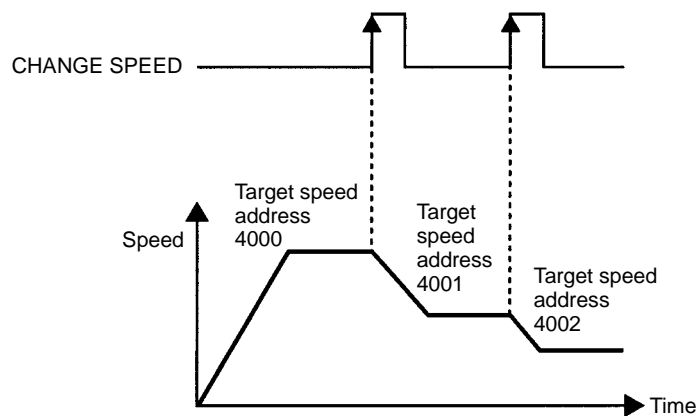 CHANGE SPEED
Target speed
address
4000
Target
speed
address
4001
Target speed
address
4002
Speed
Time